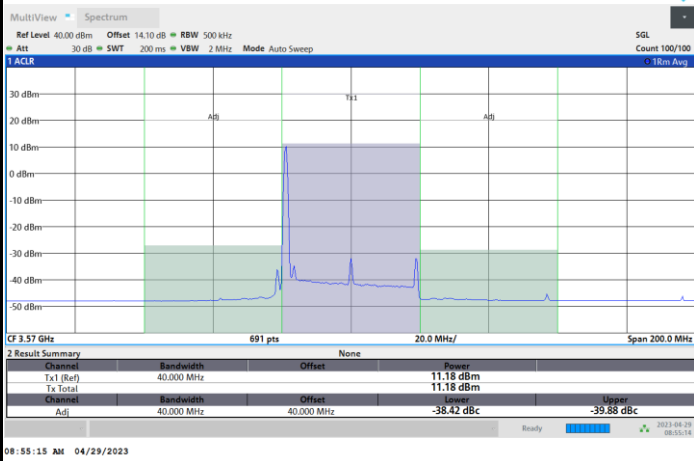 MultiView Spectrum
Ref Level 40.00 dBm Offset 14.10 dB RBW 500 kHz SGL
Att 30 dB SWT 200 ms VBW 2 MHz Mode Auto Sweep Count 100/100
1 ACLR 1Rm Avg
30 dBm
Tx1
20 dBm
Adj Adj
10 dBm
0 dBm
-10 dBm
-20 dBm
-30 dBm
-40 dBm
-50 dBm
CF 3.57 GHz 691 pts 20.0 MHz/ Span 200.0 MHz
2 Result Summary None
Channel Bandwidth Offset Power
Tx1 (Ref) 40.000 MHz 11.18 dBm
Tx Total 11.18 dBm
Channel Bandwidth Offset Lower Upper
Adj 40.000 MHz 40.000 MHz -38.42 dBc -39.88 dBc
Ready 2023-04-29
08:55:14
08:55:15 AM 04/29/2023